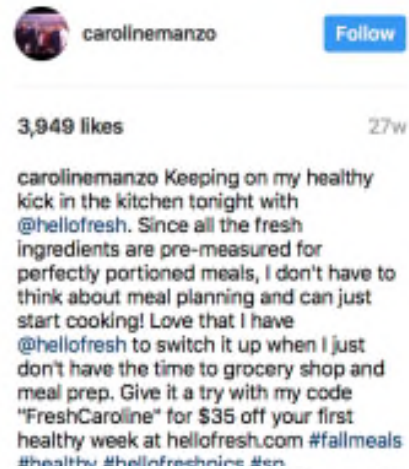 carolinemanzo
Follow
3,949 likes
27w
carolinemanzo Keeping on my healthy
kick in the kitchen tonight with
@hellofresh. Since all the fresh
ingredients are pre-measured for
perfectly portioned meals, I don't have to
think about meal planning and can just
start cooking! Love that I have
@hellofresh to switch it up when I just
don't have the time to grocery shop and
meal prep. Give it a try with my code
"FreshCaroline" for $35 off your first
healthy week at hellofresh.com #fallmeals
#healthy #hellofreshpics #sp